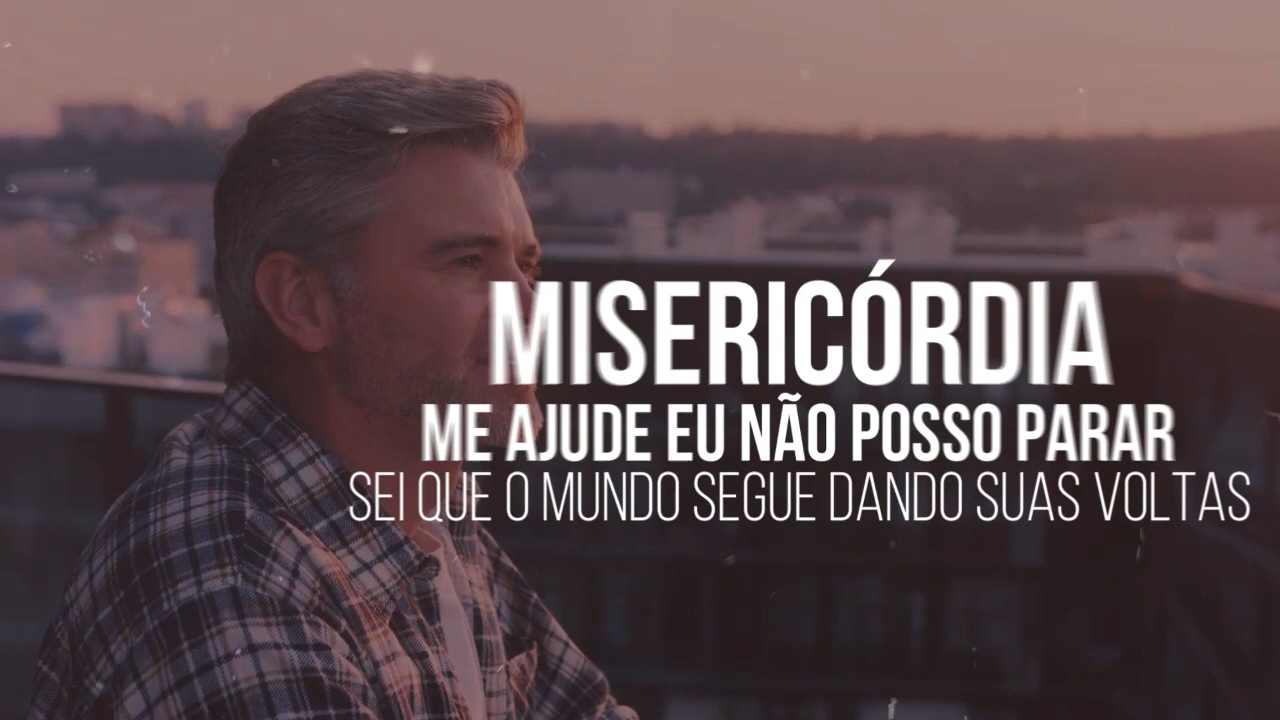 MISERICÓRDIA
ME AJUDE EU NÃO POSSO PARAR
SEI QUE O MUNDO SEGUE DANDO SUAS VOLTAS